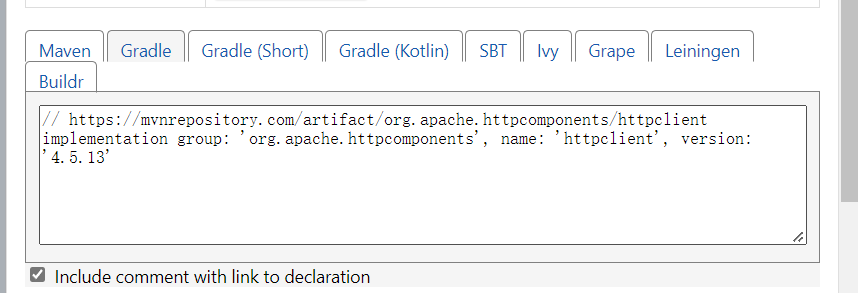 Maven Gradle Gradle (Short) Gradle (Kotlin) SBT Ivy Grape Leiningen
Buildr
// https://mvnrepository.com/artifact/org.apache.httpcomponents/httpclient
implementation group: 'org.apache.httpcomponents', name: 'httpclient', version:
'4.5.13'
Include comment with link to declaration